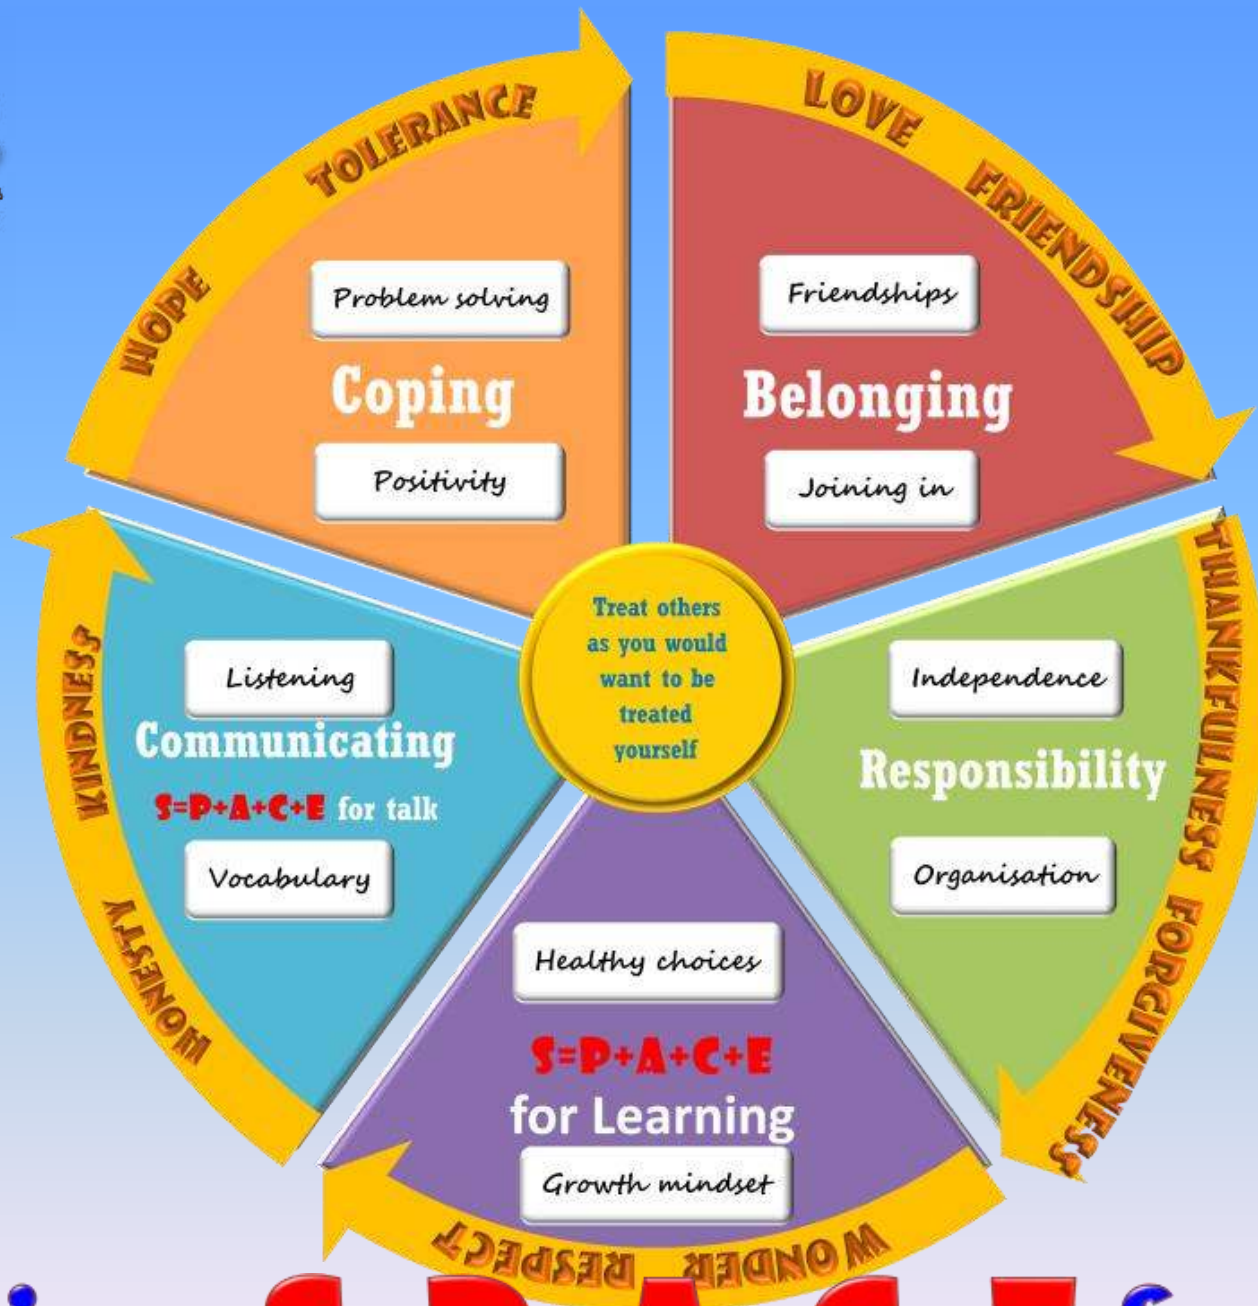 HOPE
TOLERANCE
Problem solving
Coping
Positivity
LOVE
FRIENDSHIP
Friendships
Belonging
Joining in
THANKFULNESS
FORGIVENESS
Independence
Responsibility
Organisation
WONDER
RESPECT
Healthy choices
S=P+A+C+E
for Learning
Growth mindset
HONESTY
KINDNESS
Listening
Communicating
S=P+A+C+E for talk
Vocabulary
Treat others
as you would
want to be
treated
yourself